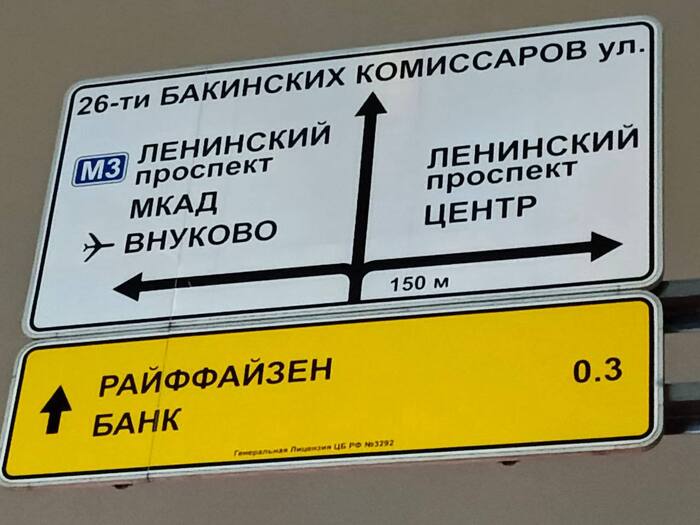 26-ти БАКИНСКИХ КОМИССАРОВ ул.
М3 ЛЕНИНСКИЙ
проспект
МКАД
ВНУКОВО
ЛЕНИНСКИЙ
проспект
ЦЕНТР
150 м
РАЙФФАЙЗЕН 0.3
БАНК
Генеральная Лицензия ЦБ РФ №3292